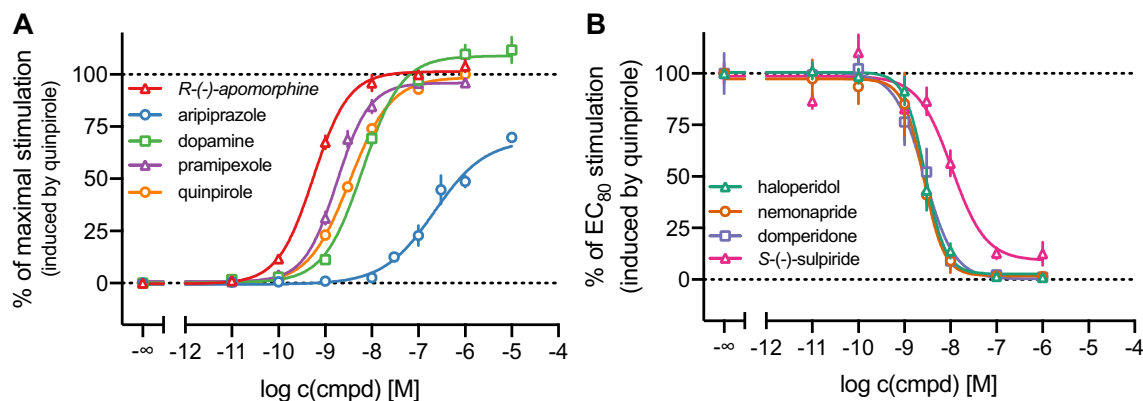 A
% of maximal stimulation
(induced by quinpirole)
100
75
50
25
0
R-(-)-apomorphine
aripiprazole
dopamine
pramipexole
quinpirole
-∞ -12 -11 -10 -9 -8 -7 -6 -5 -4
log c(cmpd) [M]
B
% of EC80 stimulation
(induced by quinpirole)
100
75
50
25
0
haloperidol
nemonapride
domperidone
S-(-)-sulpiride
-∞ -12 -11 -10 -9 -8 -7 -6 -5 -4
log c(cmpd) [M]